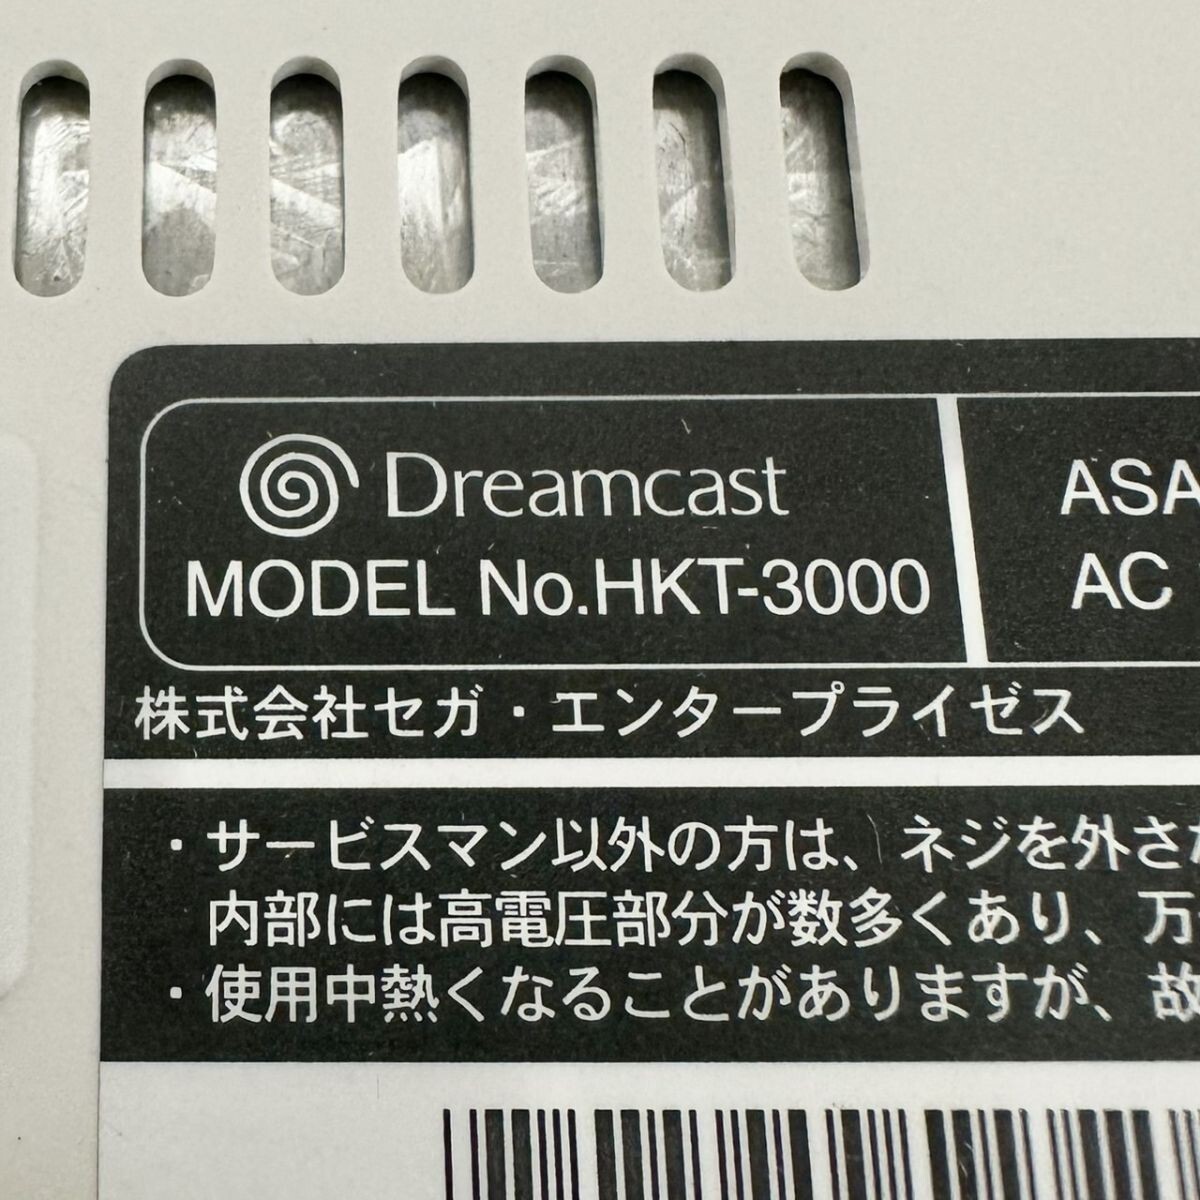 Dreamcast
MODEL No.HKT-3000
ASA
AC
株式会社セガ・エンタープライゼス
・サービスマン以外の方は、ネジを外さ
内部には高電圧部分が数多くあり、万
・使用中熱くなることがありますが、故